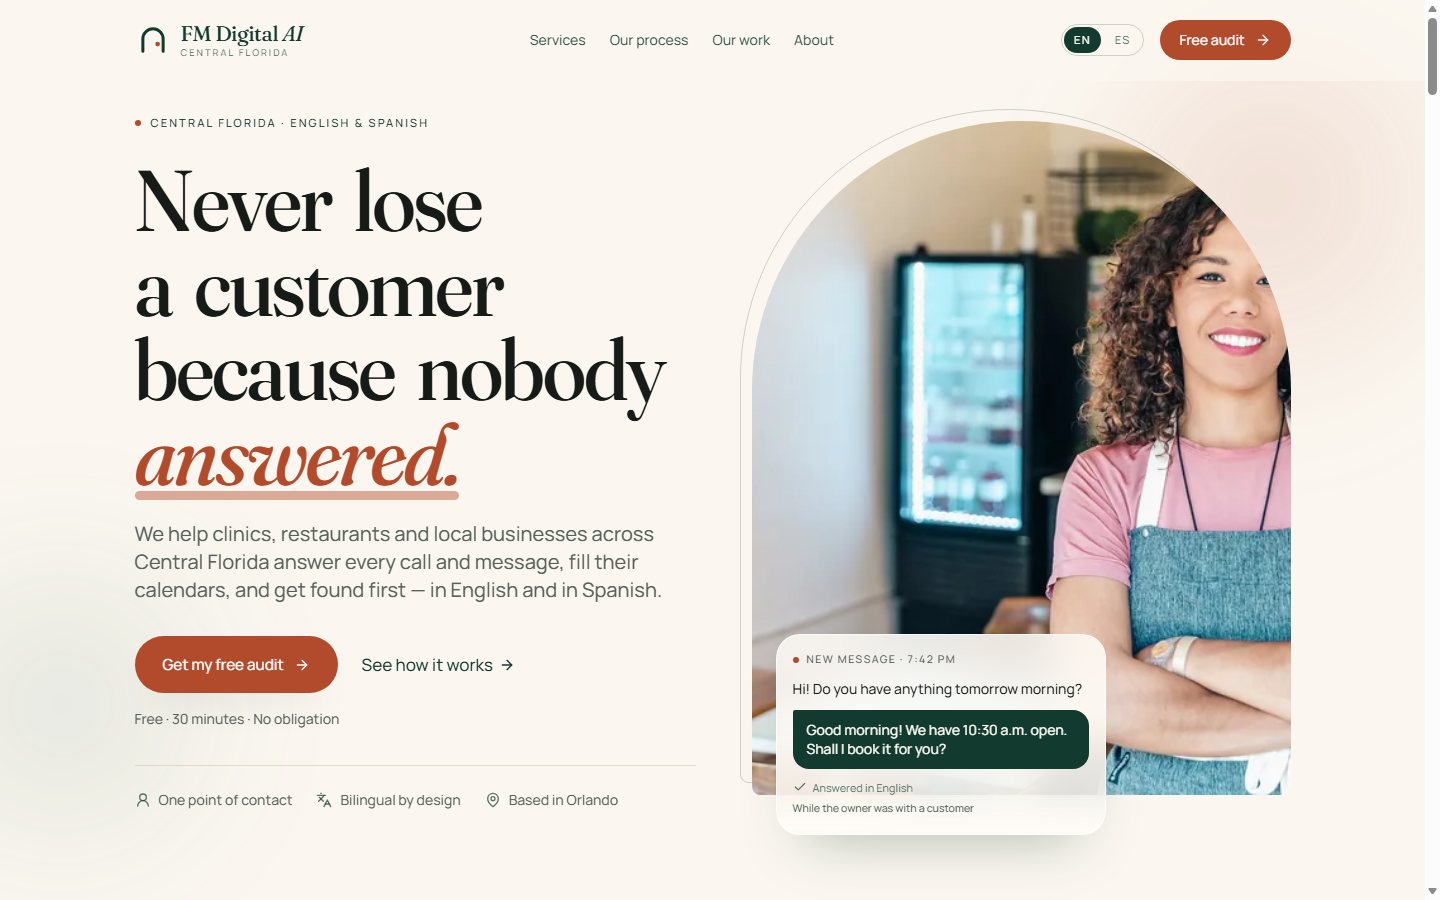 FM Digital AI
CENTRAL FLORIDA
Services
Our process
Our work
About
EN
ES
Free audit
CENTRAL FLORIDA · ENGLISH & SPANISH
Never lose
a customer
because nobody
answered.
We help clinics, restaurants and local businesses across
Central Florida answer every call and message, fill their
calendars, and get found first — in English and in Spanish.
Get my free audit
See how it works
Free · 30 minutes · No obligation
One point of contact
Bilingual by design
Based in Orlando
NEW MESSAGE · 7:42 PM
Hi! Do you have anything tomorrow morning?
Good morning! We have 10:30 a.m. open.
Shall I book it for you?
Answered in English
While the owner was with a customer